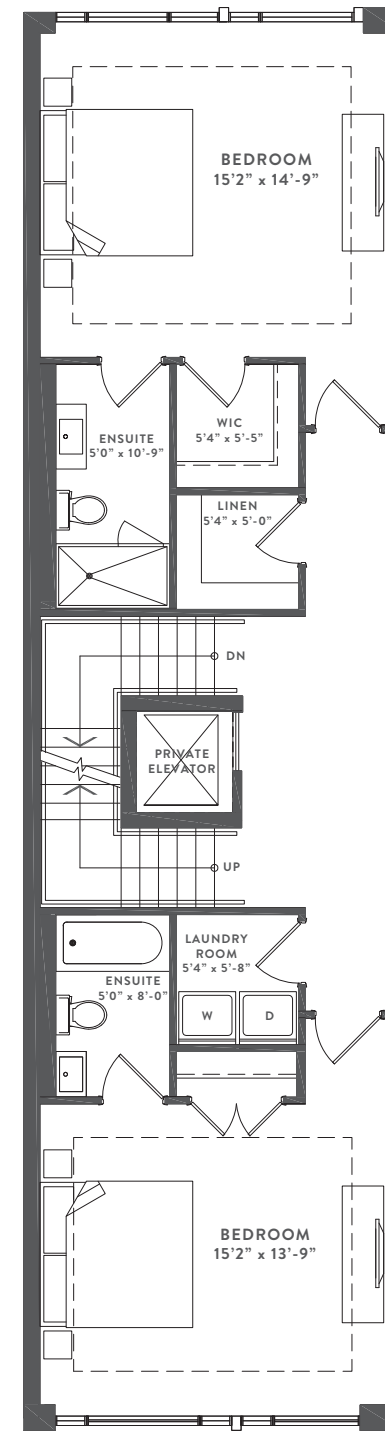 BEDROOM
15’2” x 14’-9”
WIC
5’4” x 5’-5”
ENSUITE
5’0” x 10’-9”
LINEN
5’4” x 5’-0”
DN
PRIVATE
ELEVATOR
UP
LAUNDRY
ROOM
5’4” x 5’-8”
ENSUITE
5’0” x 8’-0”
W
D
BEDROOM
15’2” x 13’-9”